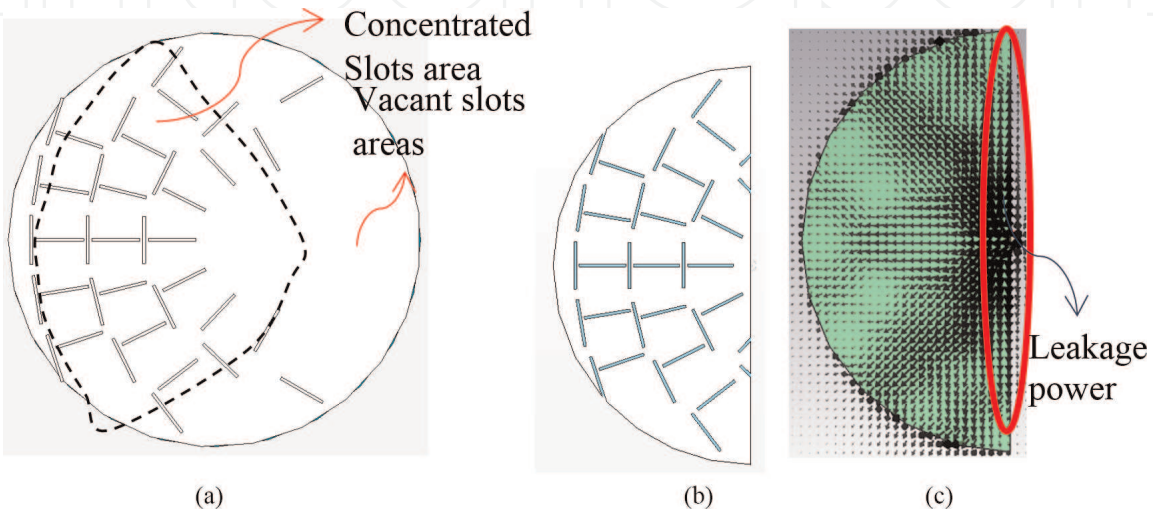 Concentrated
Slots area
Vacant slots
areas
Leakage
power
(a)
(b)
(c)